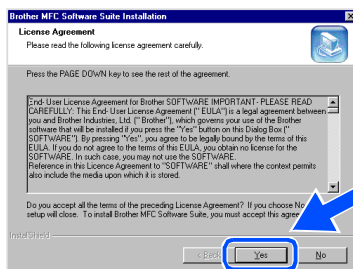 Brother MFC Software Suite Installation
License Agreement
Please read the following license agreement carefully.
Press the PAGE DOWN key to see the rest of the agreement.
End- User License Agreement for Brother SOFTWARE IMPORTANT- PLEASE READ
CAREFULLY: This End- User License Agreement (" EULA") is a legal agreement between
you and Brother Industries, Ltd. (" Brother"), which governs your use of the Brother
software that will be installed if you press the "Yes" button on this Dialog Box ("
SOFTWARE"). By pressing "Yes", you agree to be legally bound by the terms of this
EULA. If you do not agree to the terms of this EULA, you obtain no license for the
SOFTWARE. In such case, you may not use the SOFTWARE.
Reference in this Licence Agreement to "SOFTWARE" shall where the context permits
also include the media upon which it is stored.
Do you accept all the terms of the preceding License Agreement? If you choose No
setup will close. To install Brother MFC Software Suite, you must accept this
InstallShield
< Back Yes No